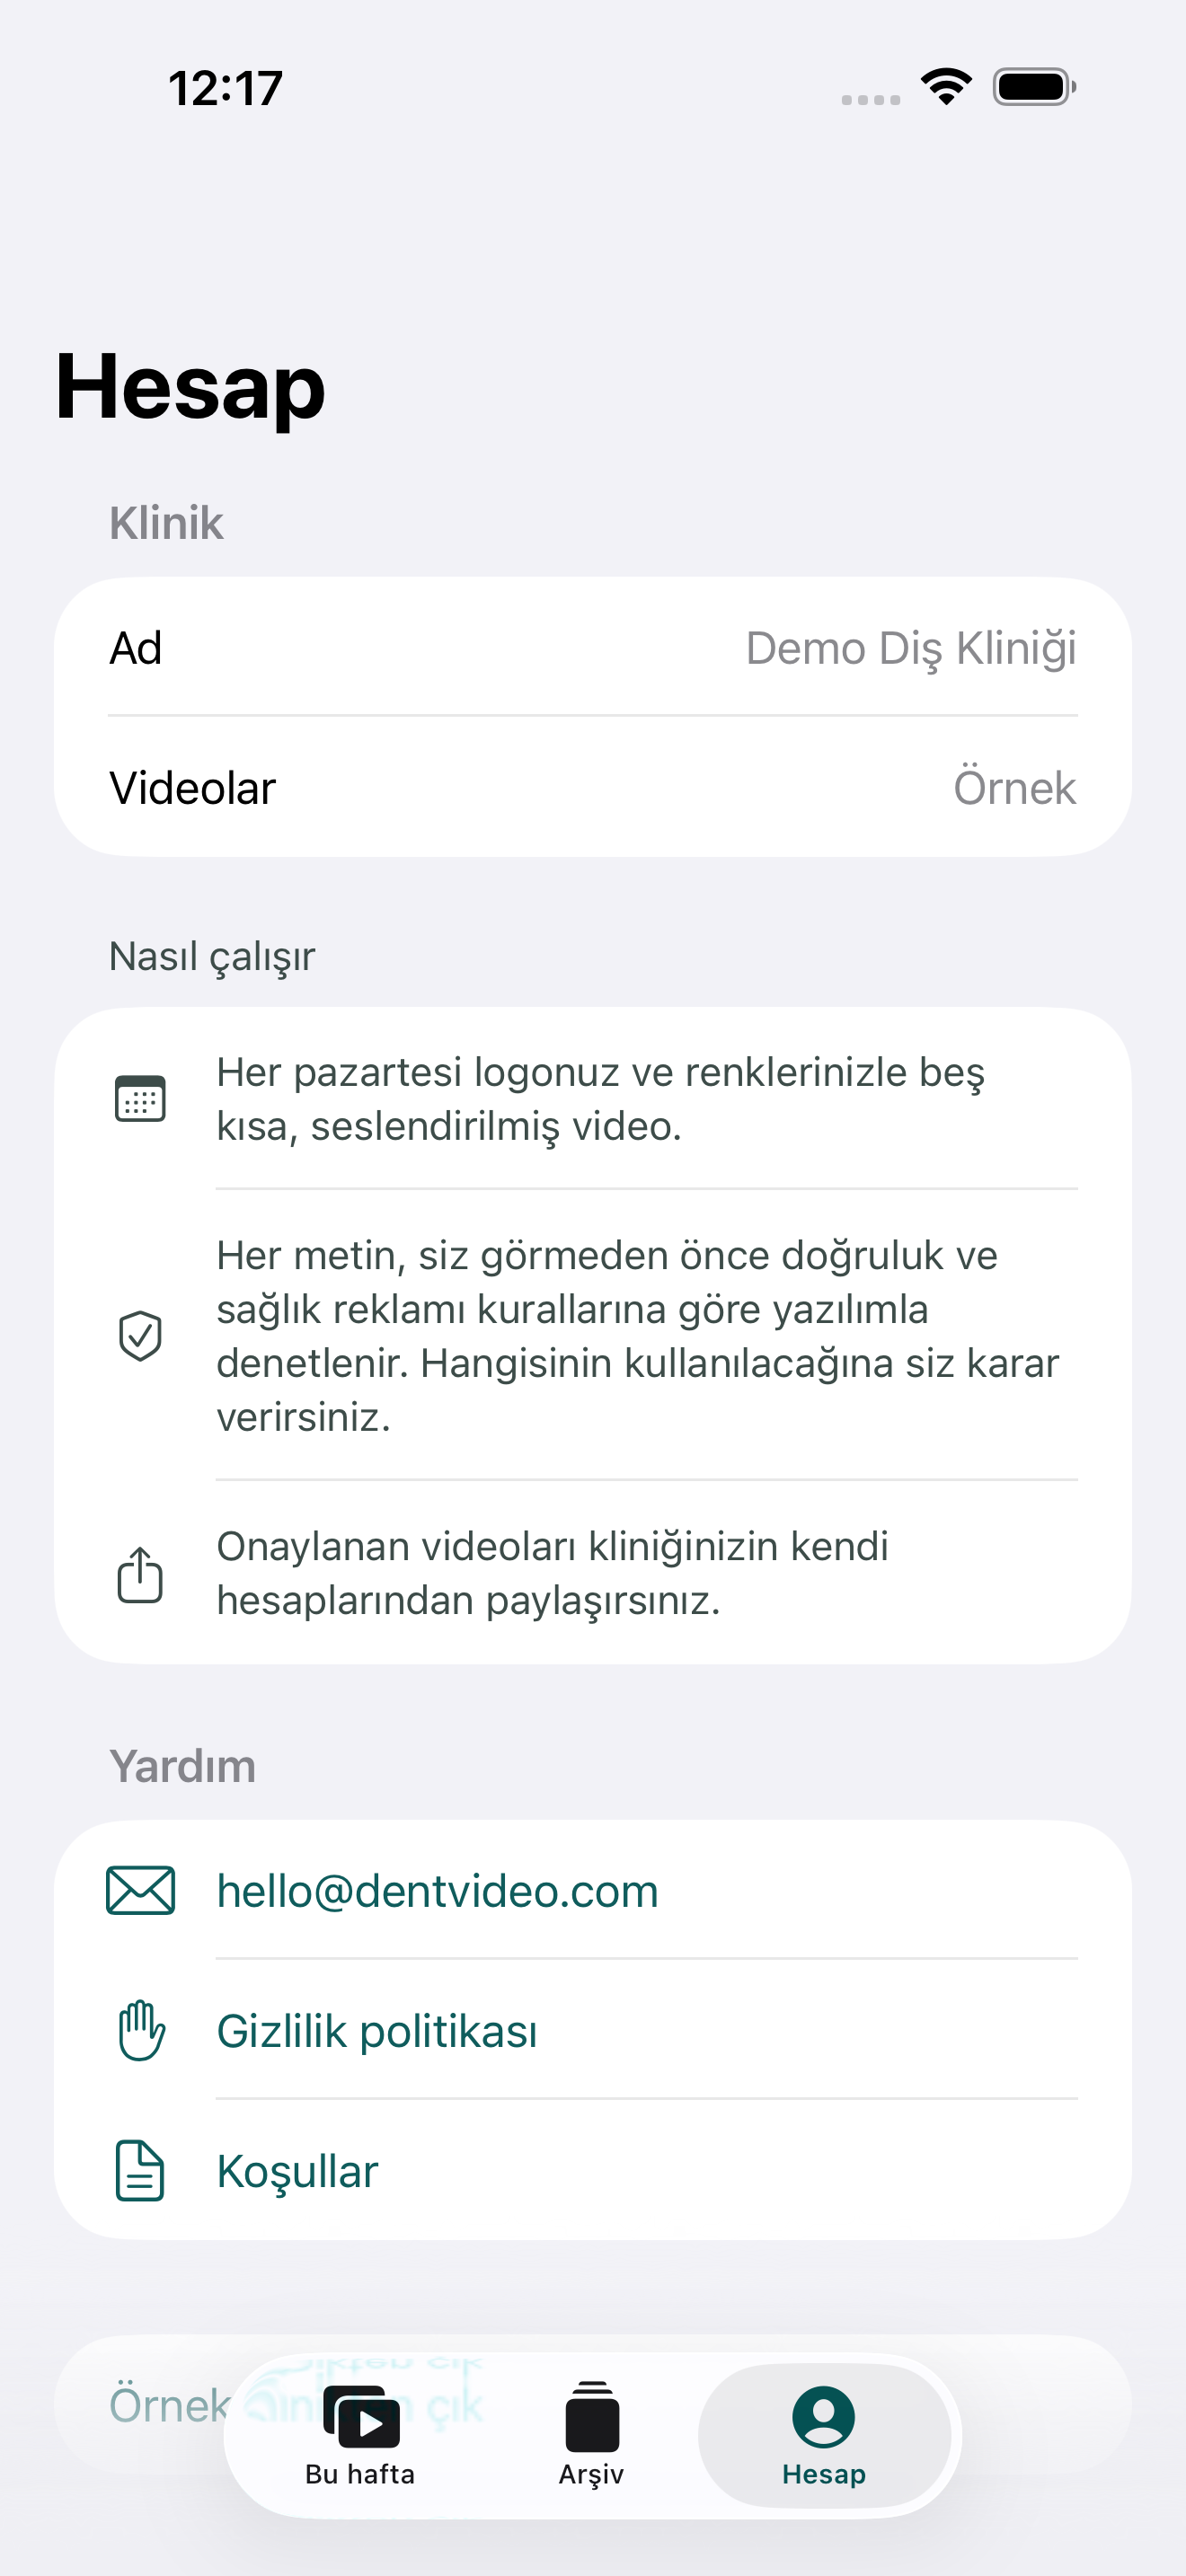 12:17
Hesap
Klinik
Ad
Demo Diş Kliniği
Videolar
Örnek
Nasıl çalışır
Her pazartesi logonuz ve renklerinizle beş
kısa, seslendirilmiş video.
Her metin, siz görmeden önce doğruluk ve
sağlık reklamı kurallarına göre yazılımla
denetlenir. Hangisinin kullanılacağına siz karar
verirsiniz.
Onaylanan videoları kliniğinizin kendi
hesaplarından paylaşırsınız.
Yardım
hello@dentvideo.com
Gizlilik politikası
Koşullar
Örnek
çık
Bu hafta
Arşiv
Hesap